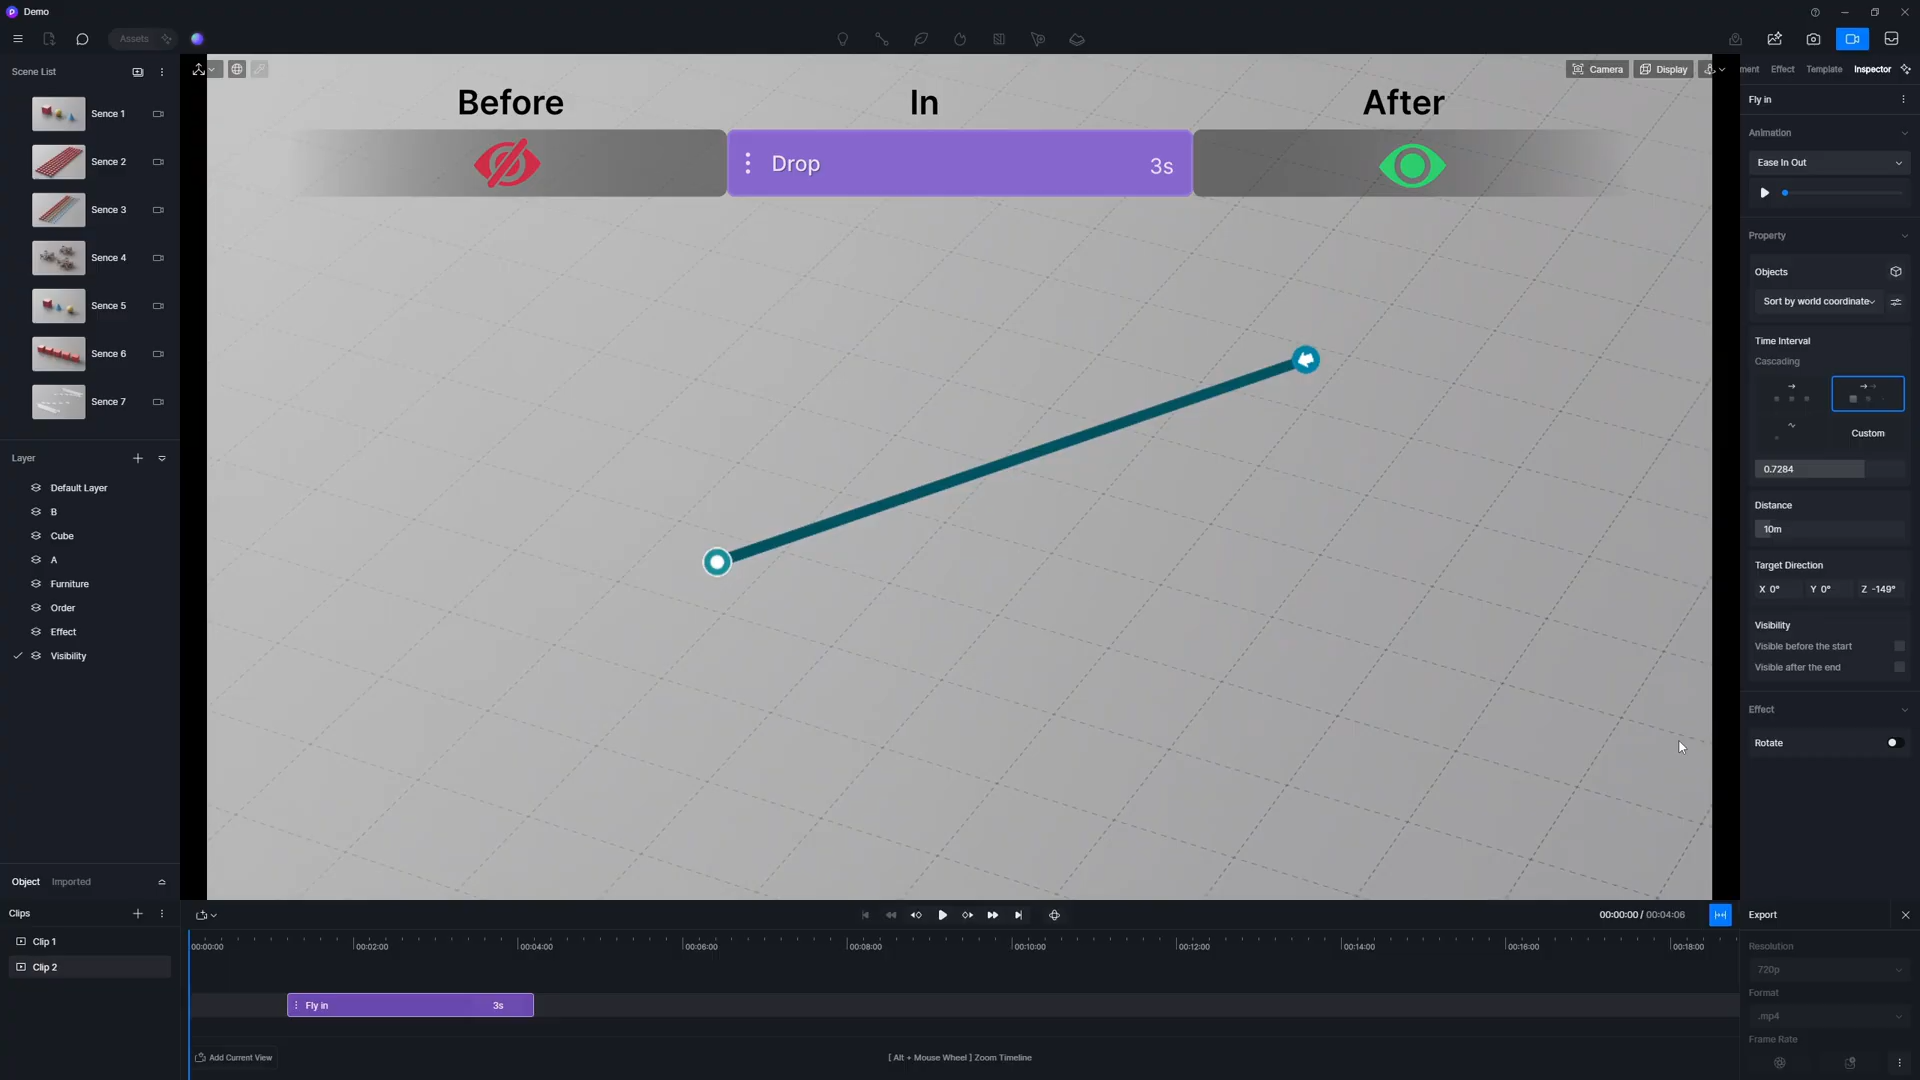 Demo
Assets
Scene List
Sence 1
Sence 2
Sence 3
Sence 4
Sence 5
Sence 6
Sence 7
Layer
Default Layer
B
Cube
A
Furniture
Order
Effect
Visibility
Object Imported
Clips
Clip 1
Clip 2
Camera Display
Before In After
Drop 3s
ment Effect Template Inspector
Fly in
Animation
Ease In Out
Property
Objects
Sort by world coordinate
Time Interval
Cascading
Custom
0.7284
Distance
10m
Target Direction
X 0° Y 0° Z -149°
Visibility
Visible before the start
Visible after the end
Effect
Rotate
00:00:00 / 00:04:06
00:00:00 00:02:00 00:04:00 00:06:00 00:08:00 00:10:00 00:12:00 00:14:00 00:16:00 00:18:00
Fly in 3s
Add Current View
[ Alt + Mouse Wheel ] Zoom Timeline
Export
Resolution
720p
Format
.mp4
Frame Rate